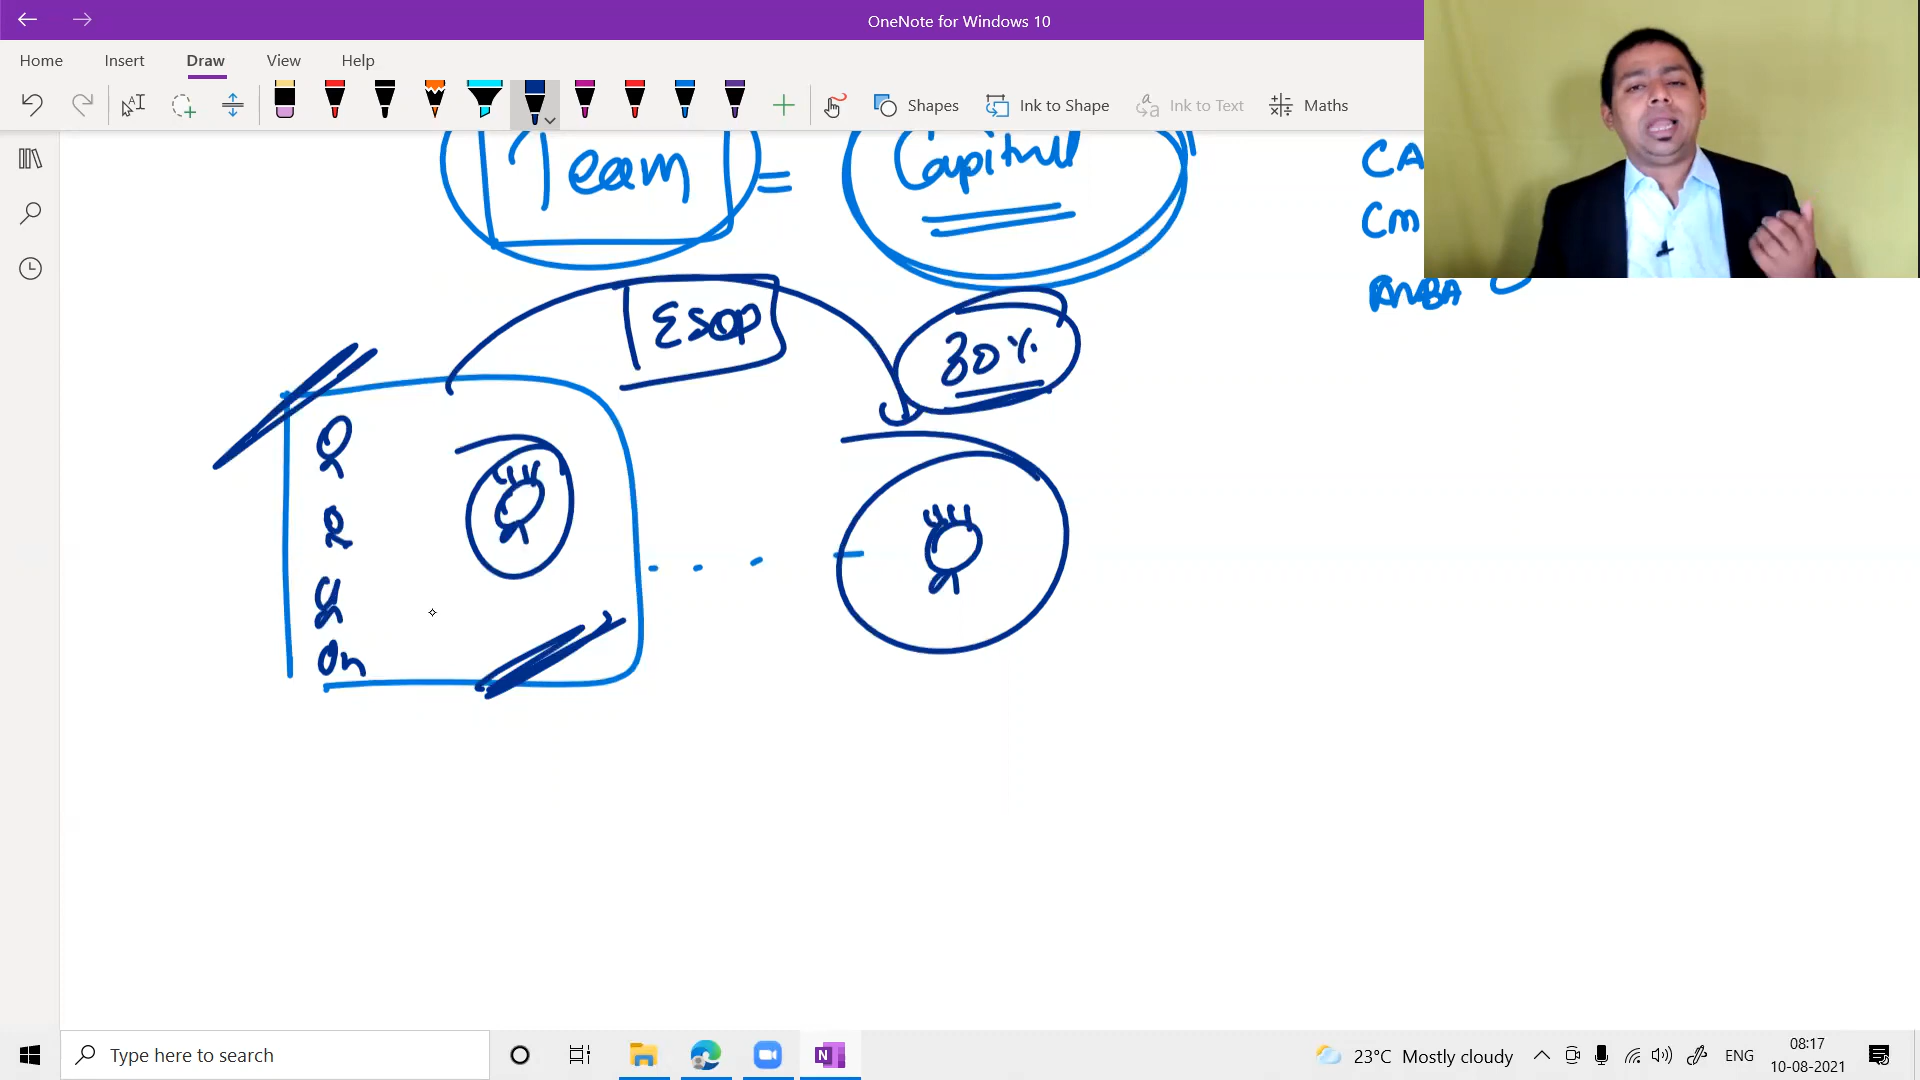 OneNote for Windows 10
Home Insert Draw View Help
Shapes Ink to Shape Ink to Text Maths
Team = Capital
CA
CM
MBA
ESOP
30%
Type here to search
N
23°C Mostly cloudy
ENG
08:17
10-08-2021